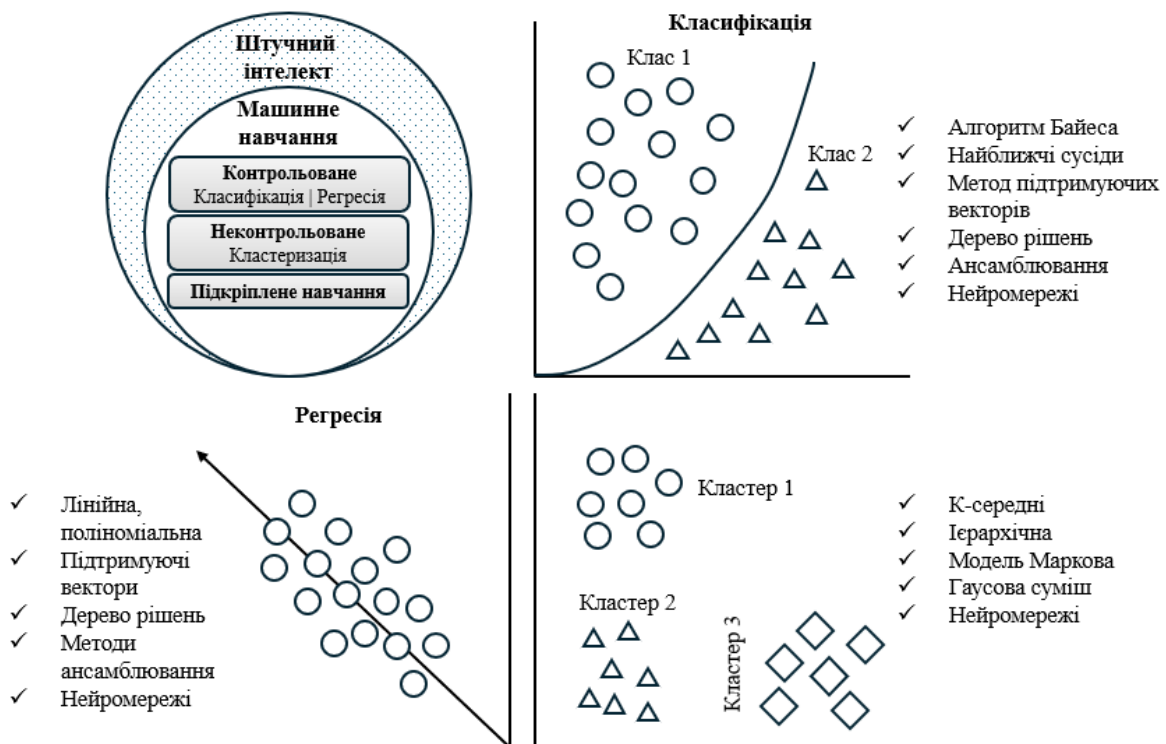 Штучний
інтелект
Машинне
навчання
Контрольоване
Класифікація | Регресія
Неконтрольоване
Кластеризація
Підкріплене навчання
Класифікація
Клас 1
Клас 2
✓ Алгоритм Байеса
✓ Найближчі сусіди
✓ Метод підтримуючих
векторів
✓ Дерево рішень
✓ Ансамблювання
✓ Нейромережі
Регресія
✓ Лінійна,
поліноміальна
✓ Підтримуючі
вектори
✓ Дерево рішень
✓ Методи
ансамблювання
✓ Нейромережі
Кластер 1
Кластер 2
Кластер 3
✓ К-середні
✓ Ієрархічна
✓ Модель Маркова
✓ Гаусова суміш
✓ Нейромережі